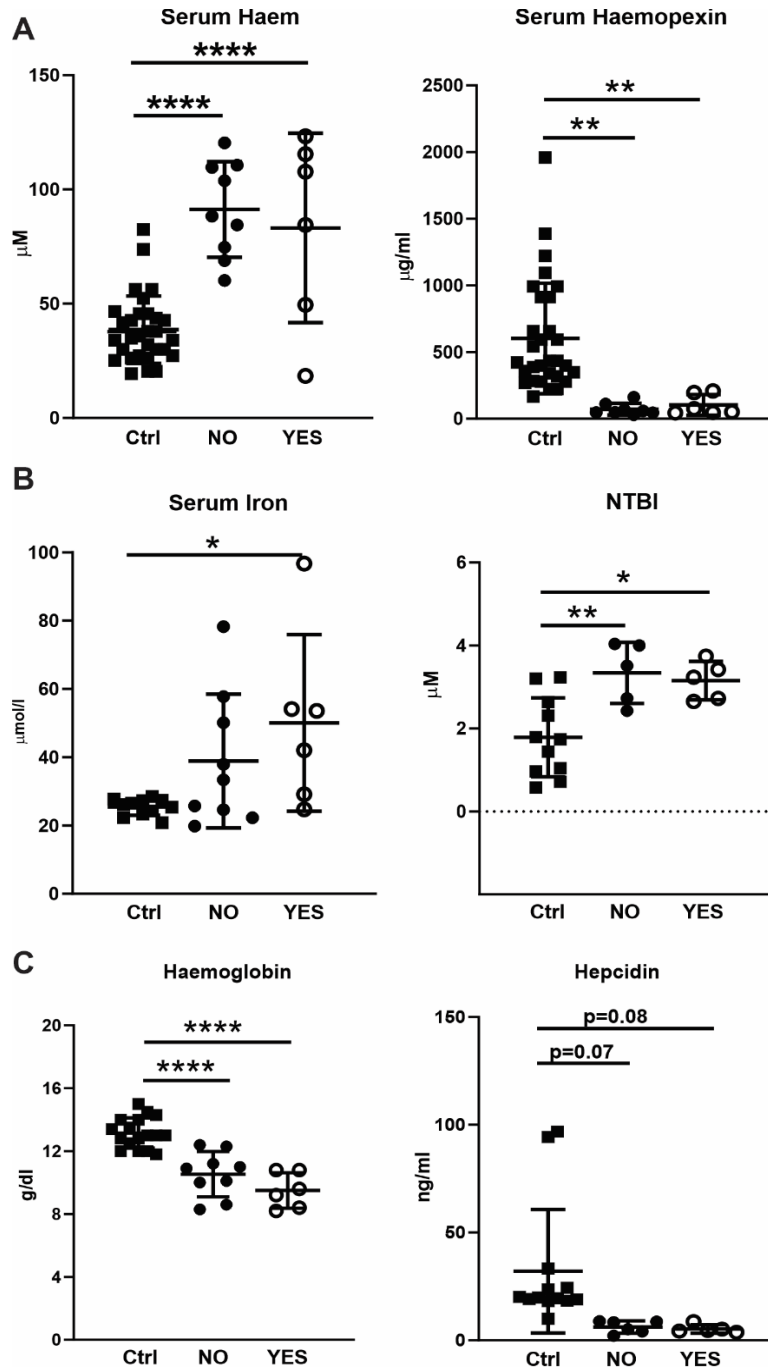 A
Serum Haem
Serum Haemopexin
****
****
150
100
50
0
μM
Ctrl NO YES
**
**
2500
2000
1500
1000
500
0
μg/ml
Ctrl NO YES
B
Serum Iron
NTBI
*
100
80
60
40
20
0
μmol/l
Ctrl NO YES
*
**
6
4
2
0
μM
Ctrl NO YES
C
Haemoglobin
Hepcidin
****
****
20
16
12
8
4
0
g/dl
Ctrl NO YES
p=0.08
p=0.07
150
100
50
0
ng/ml
Ctrl NO YES